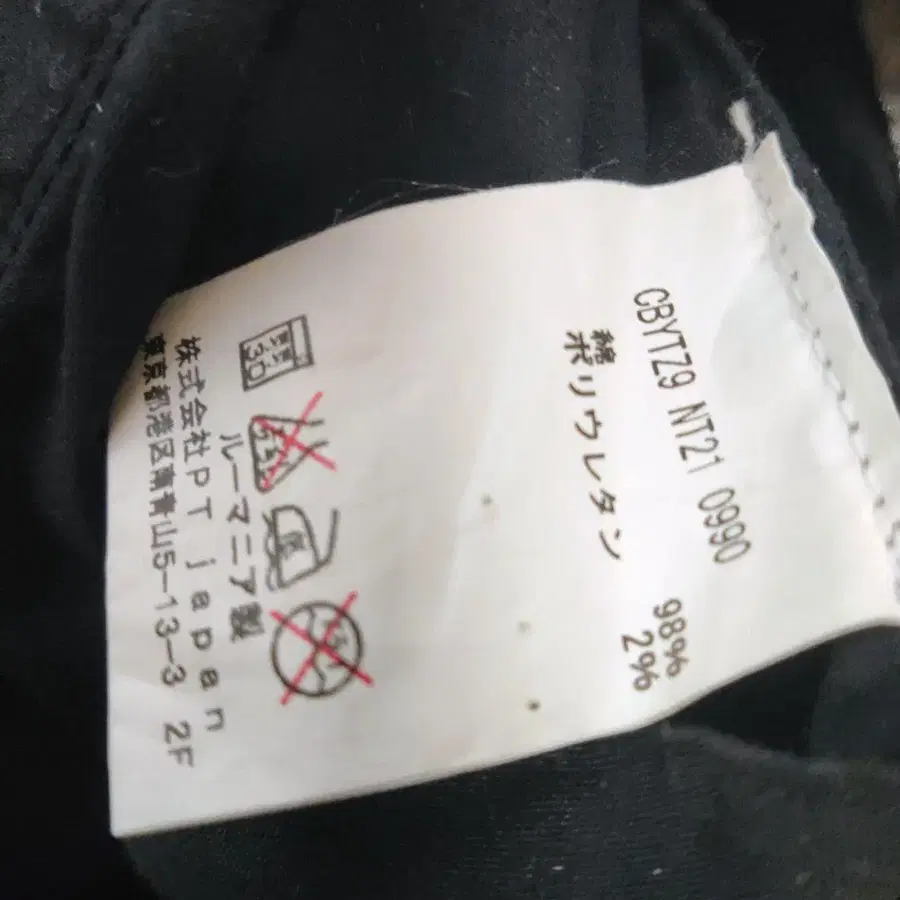 CBYTZ9 NT21 0990
綿 98%
ポリウレタン 2%
30
ルーマニア製
株式会社PT japan
東京都港区南青山5-13-3 2F